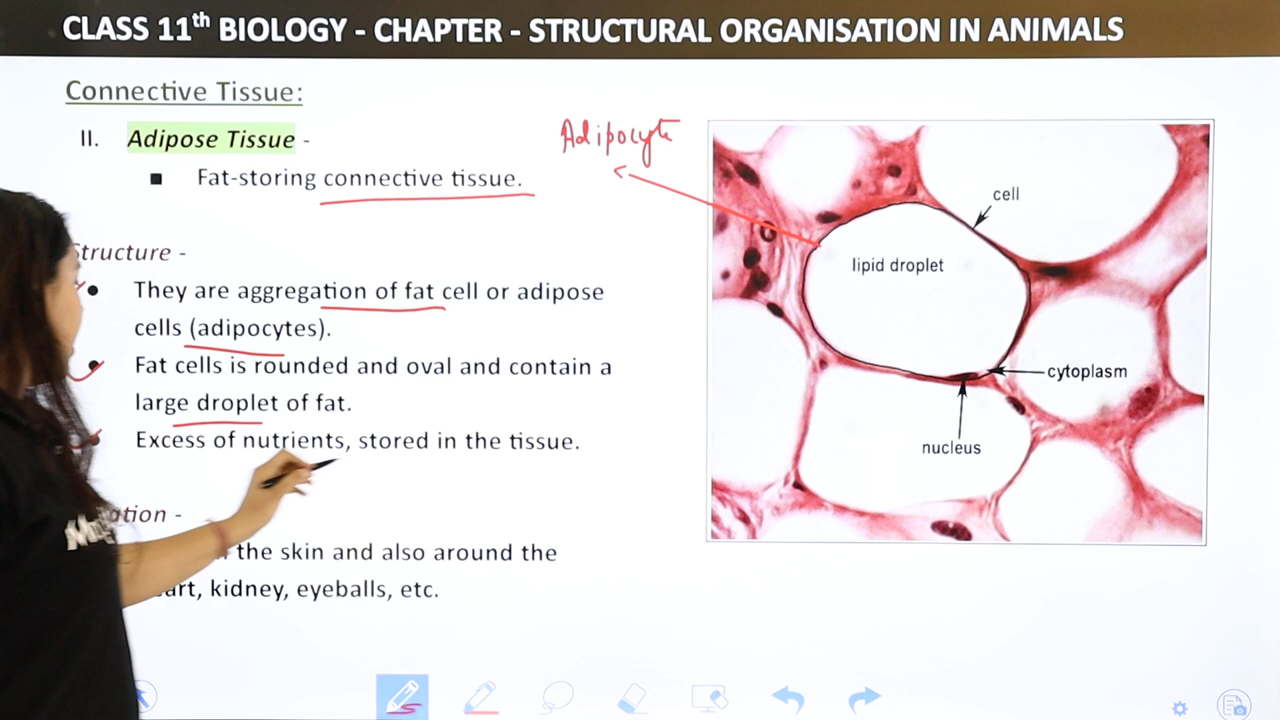 CLASS 11th BIOLOGY - CHAPTER - STRUCTURAL ORGANISATION IN ANIMALS
Connective Tissue:
II. Adipose Tissue -
Adipocyte
■ Fat-storing connective tissue.
Structure -
• They are aggregation of fat cell or adipose
cells (adipocytes).
• Fat cells is rounded and oval and contain a
large droplet of fat.
Excess of nutrients, stored in the tissue.
the skin and also around the
kidney, eyeballs, etc.
cell
lipid droplet
cytoplasm
nucleus